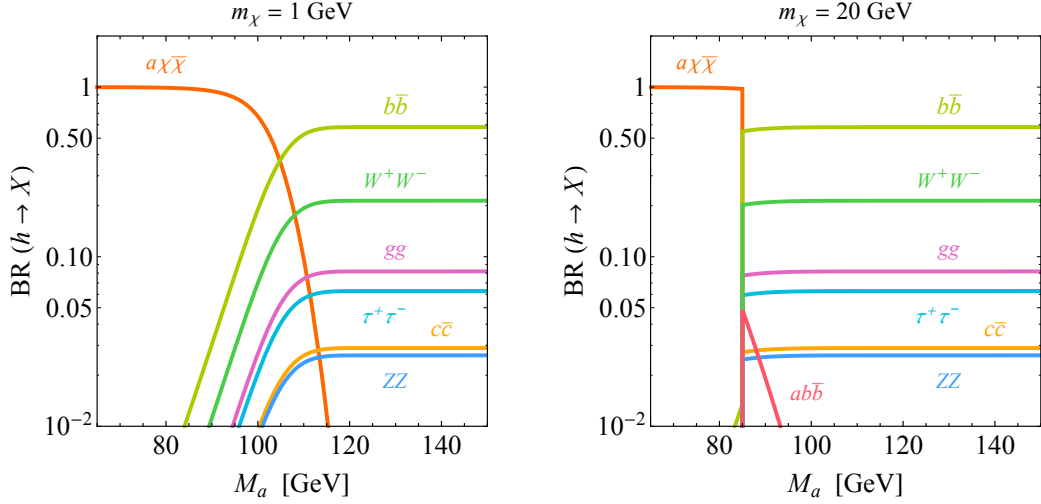 m_χ = 1 GeV
BR (h → X)
1
0.50
0.10
0.05
10⁻²
aχχ̅
bb̅
W⁺W⁻
gg
τ⁺τ⁻
cc̅
ZZ
80 100 120 140
M_a [GeV]
m_χ = 20 GeV
BR (h → X)
1
0.50
0.10
0.05
10⁻²
aχχ̅
bb̅
W⁺W⁻
gg
τ⁺τ⁻
cc̅
ZZ
abb̅
80 100 120 140
M_a [GeV]